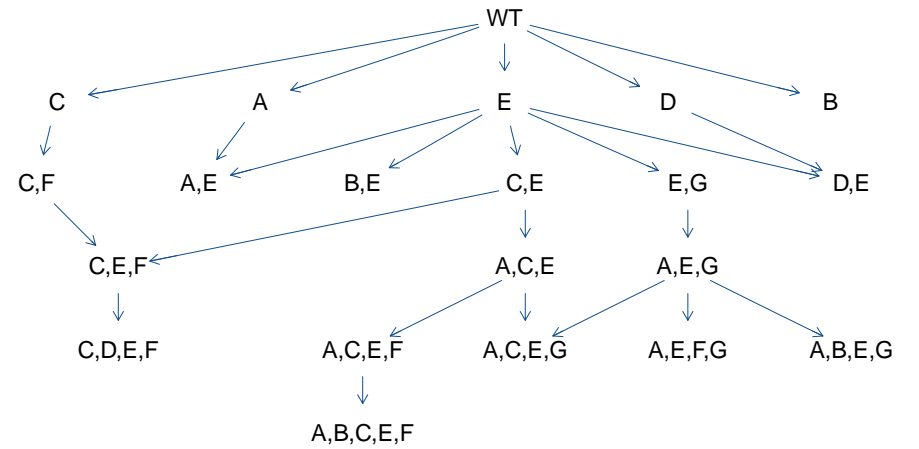 WT
C A E D B
C,F A,E B,E C,E E,G D,E
C,E,F A,C,E A,E,G
C,D,E,F A,C,E,F A,C,E,G A,E,F,G A,B,E,G
A,B,C,E,F